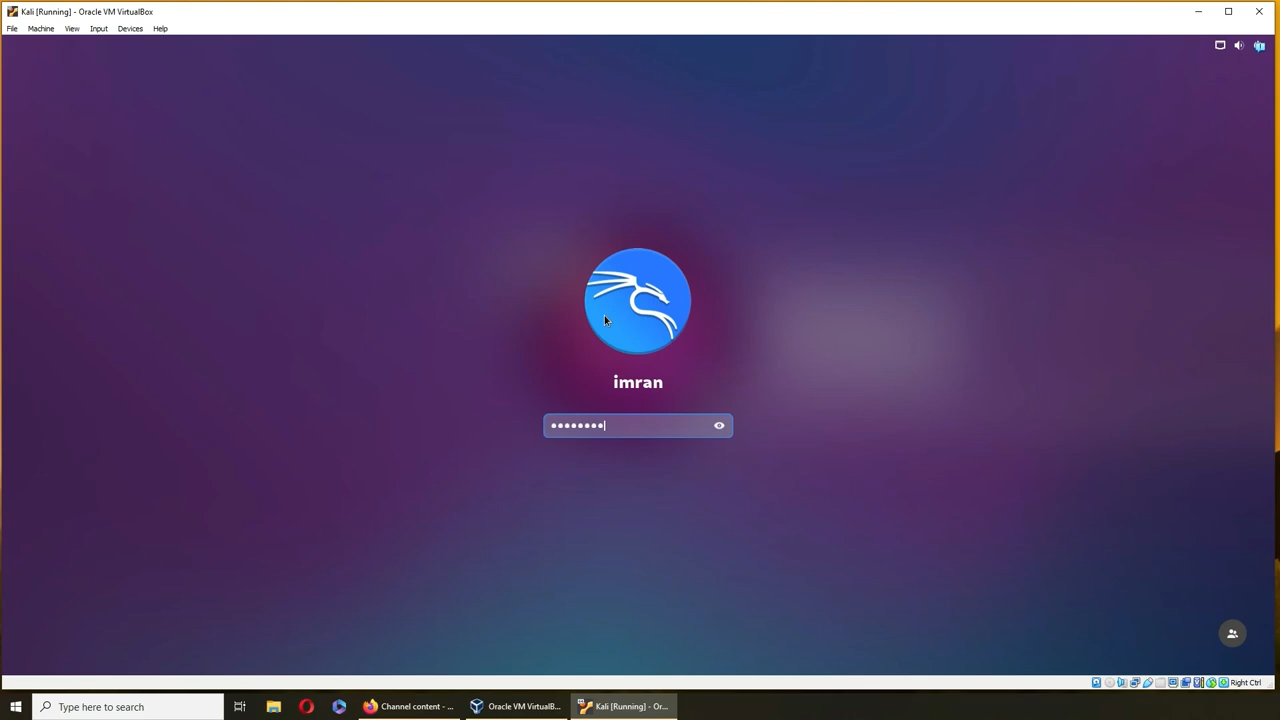 Kali [Running] - Oracle VM VirtualBox
File Machine View Input Devices Help
imran
••••••••
Right Ctrl
Type here to search
Channel content - ...
Oracle VM VirtualB...
Kali [Running] - Or...